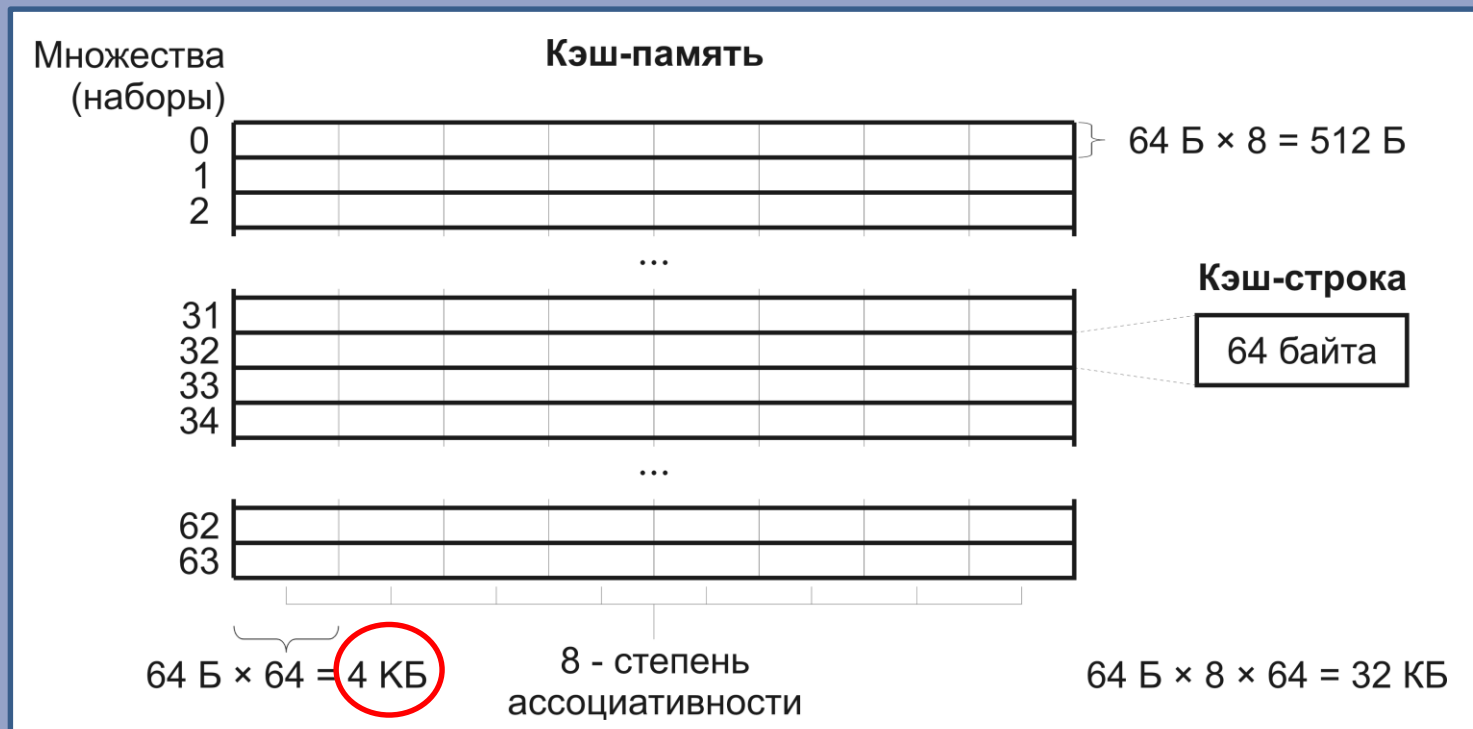 Множества
(наборы)
Кэш-память
0
1
2
64 Б × 8 = 512 Б
...
Кэш-строка
31
32
33
34
64 байта
...
62
63
64 Б × 64 = 4 КБ
8 - степень
ассоциативности
64 Б × 8 × 64 = 32 КБ